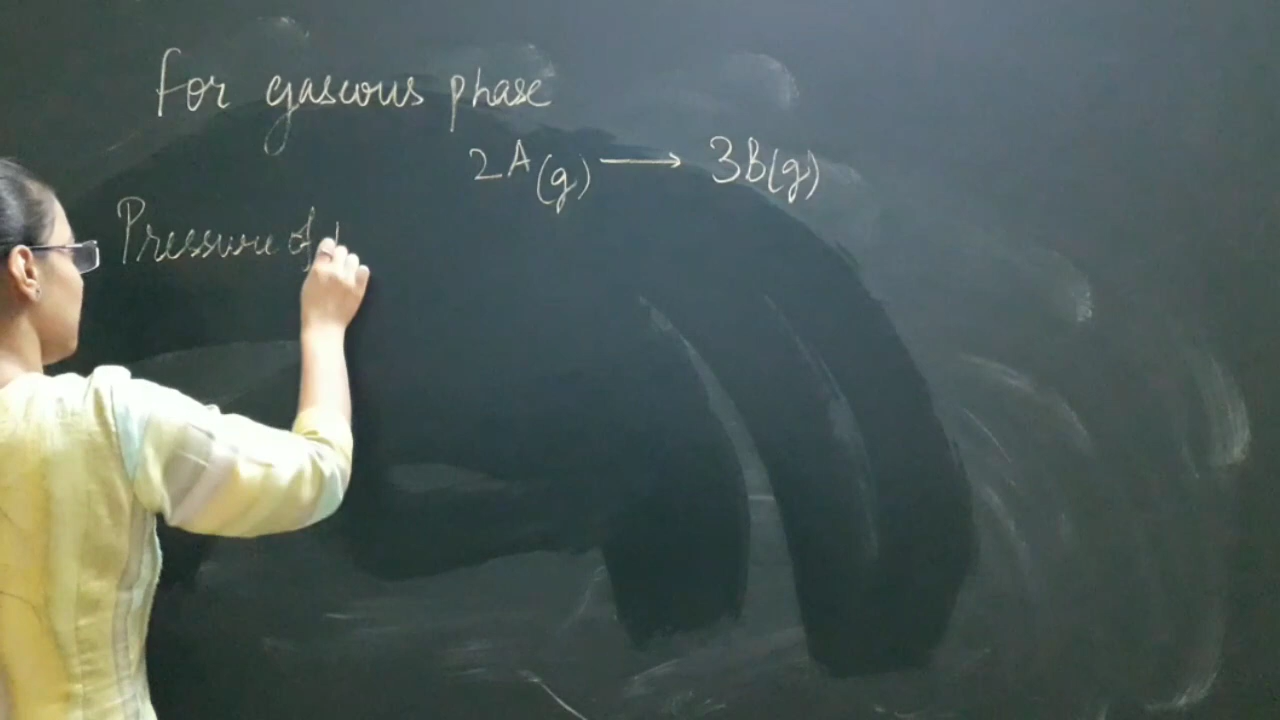 for gaseous phase
2A(g) ⟶ 3B(g)
Pressure of